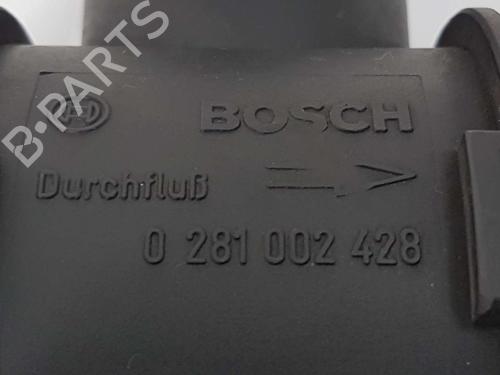 B-PARTS
BOSCH
Durchfluß
0 281 002 428